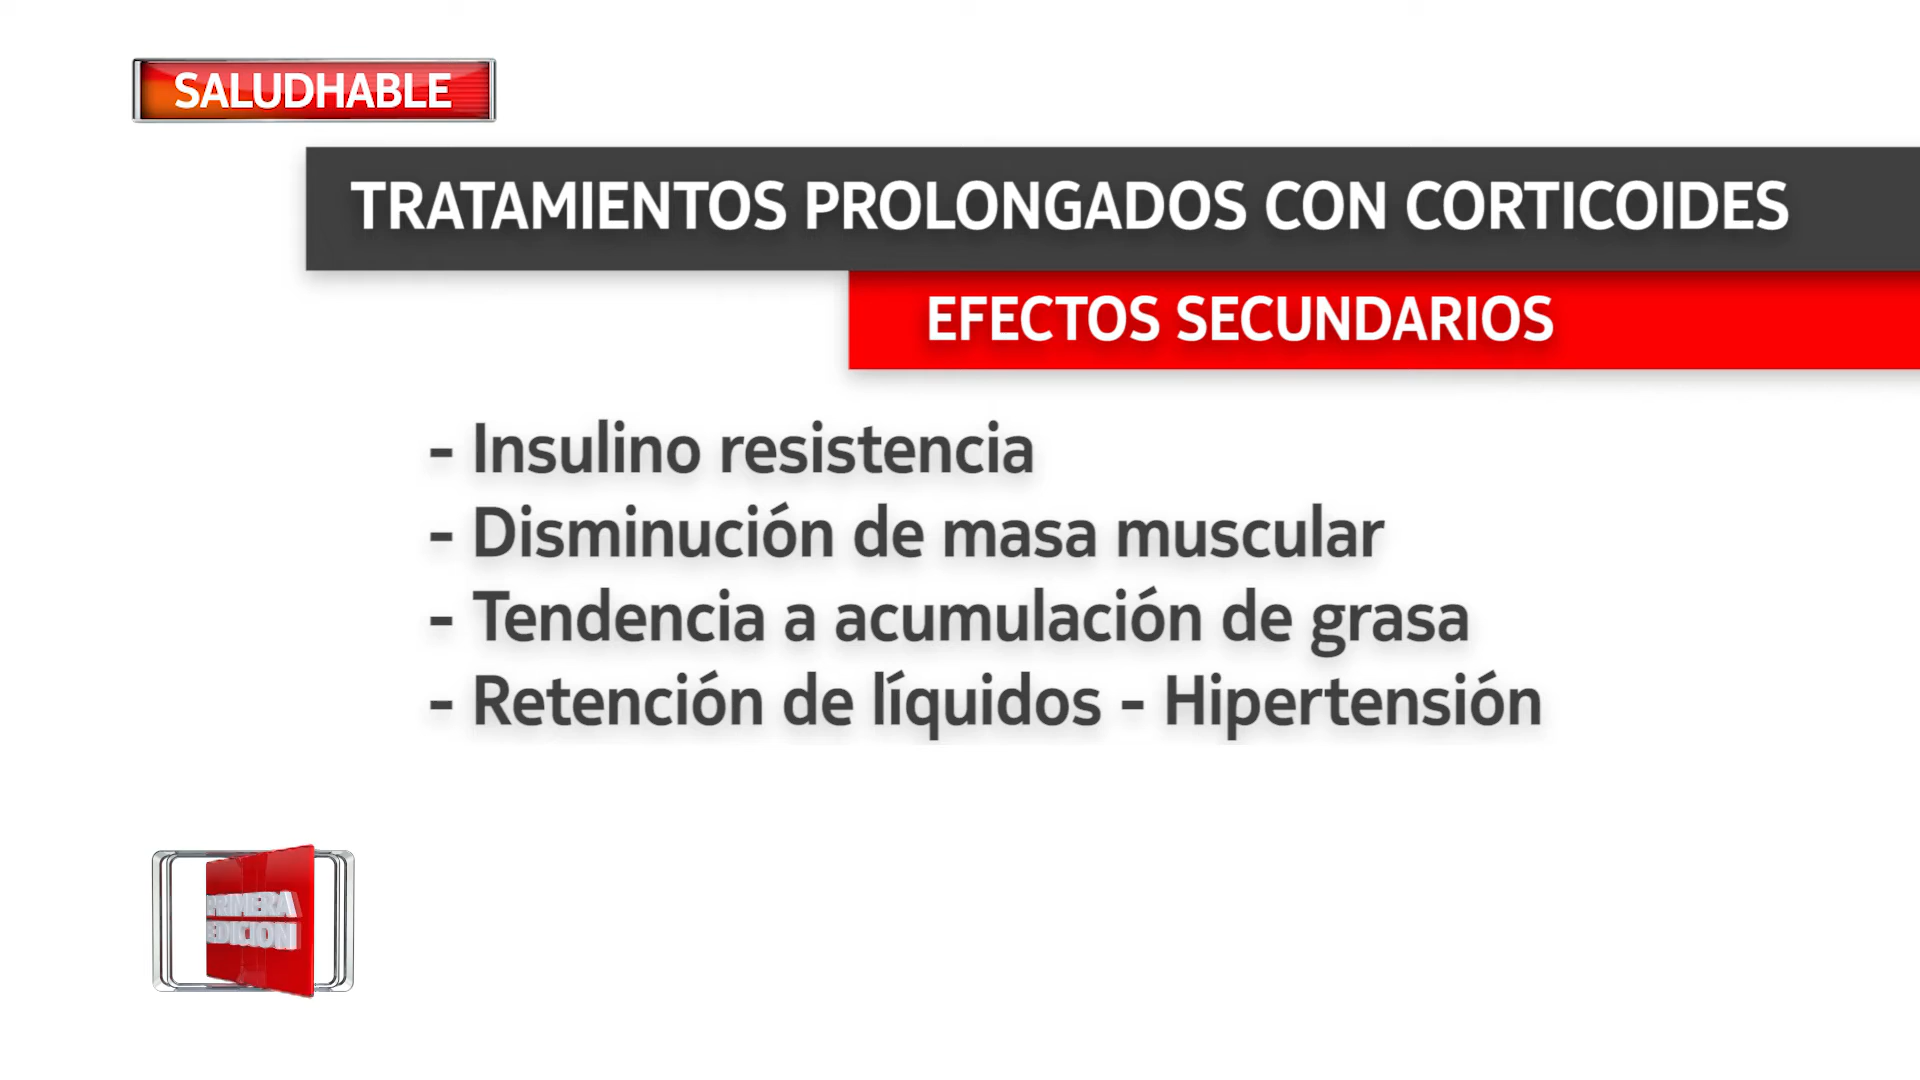 SALUDHABLE
TRATAMIENTOS PROLONGADOS CON CORTICOIDES
EFECTOS SECUNDARIOS
- Insulino resistencia
- Disminución de masa muscular
- Tendencia a acumulación de grasa
- Retención de líquidos - Hipertensión
PRIMERA
EDICION